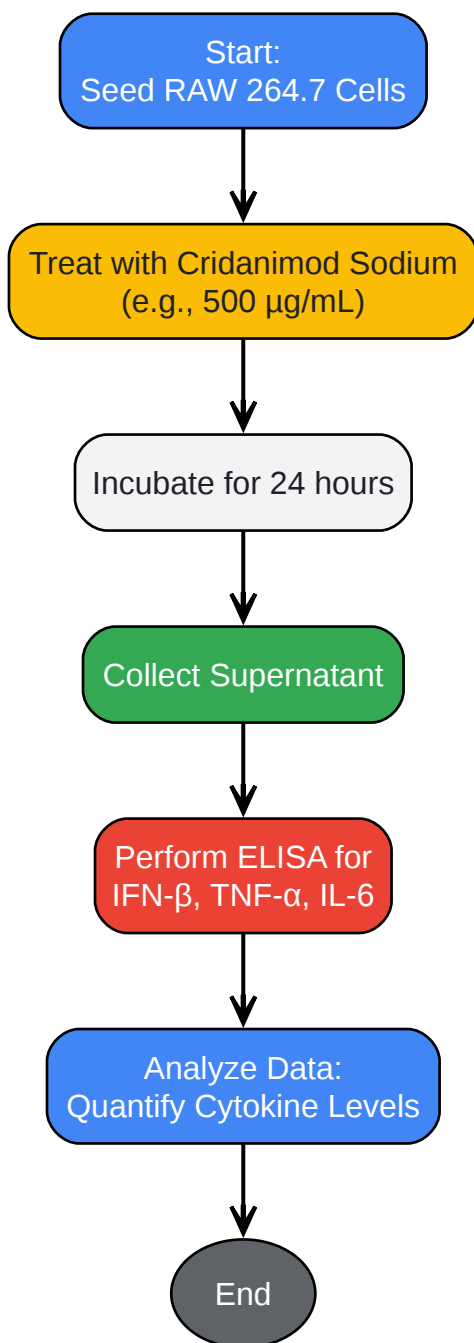 Start:
Seed RAW 264.7 Cells
Treat with Cridanimod Sodium
(e.g., 500 µg/mL)
Incubate for 24 hours
Collect Supernatant
Perform ELISA for
IFN-β, TNF-α, IL-6
Analyze Data:
Quantify Cytokine Levels
End